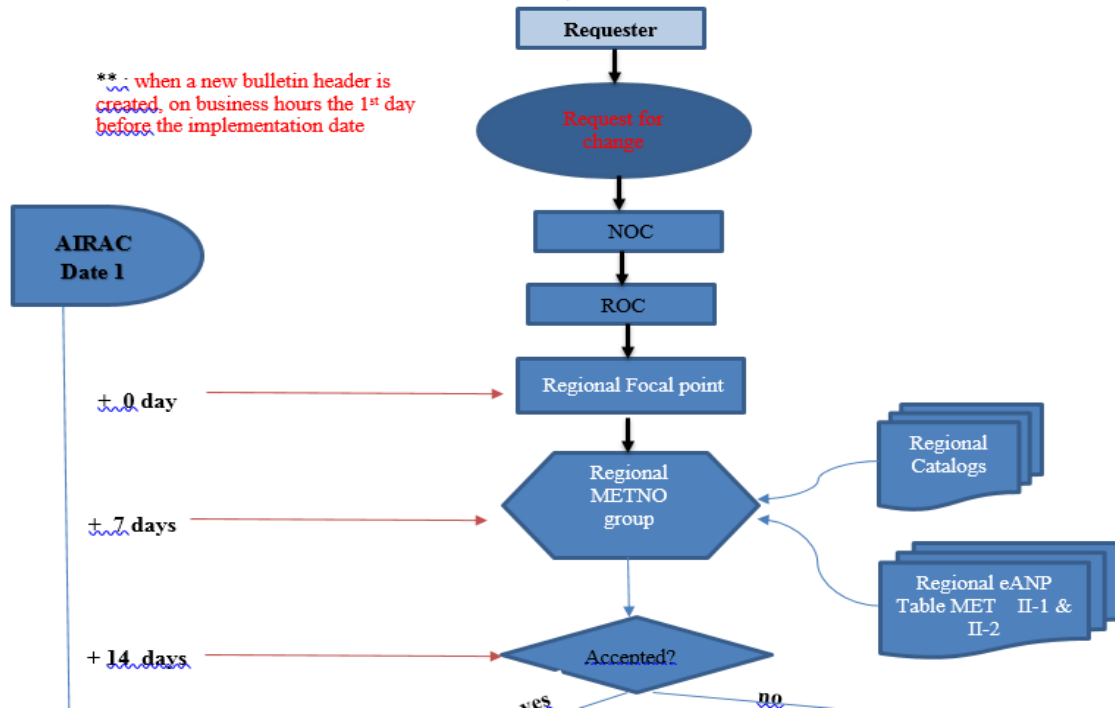 Requester
** : when a new bulletin header is
created, on business hours the 1st day
before the implementation date
Request for
change
AIRAC
Date 1
NOC
ROC
Regional Focal point
+ 0 day
Regional
METNO
group
Regional
Catalogs
+ 7 days
Regional eANP
Table MET II-1 &
II-2
Accepted?
+ 14 days
yes
no